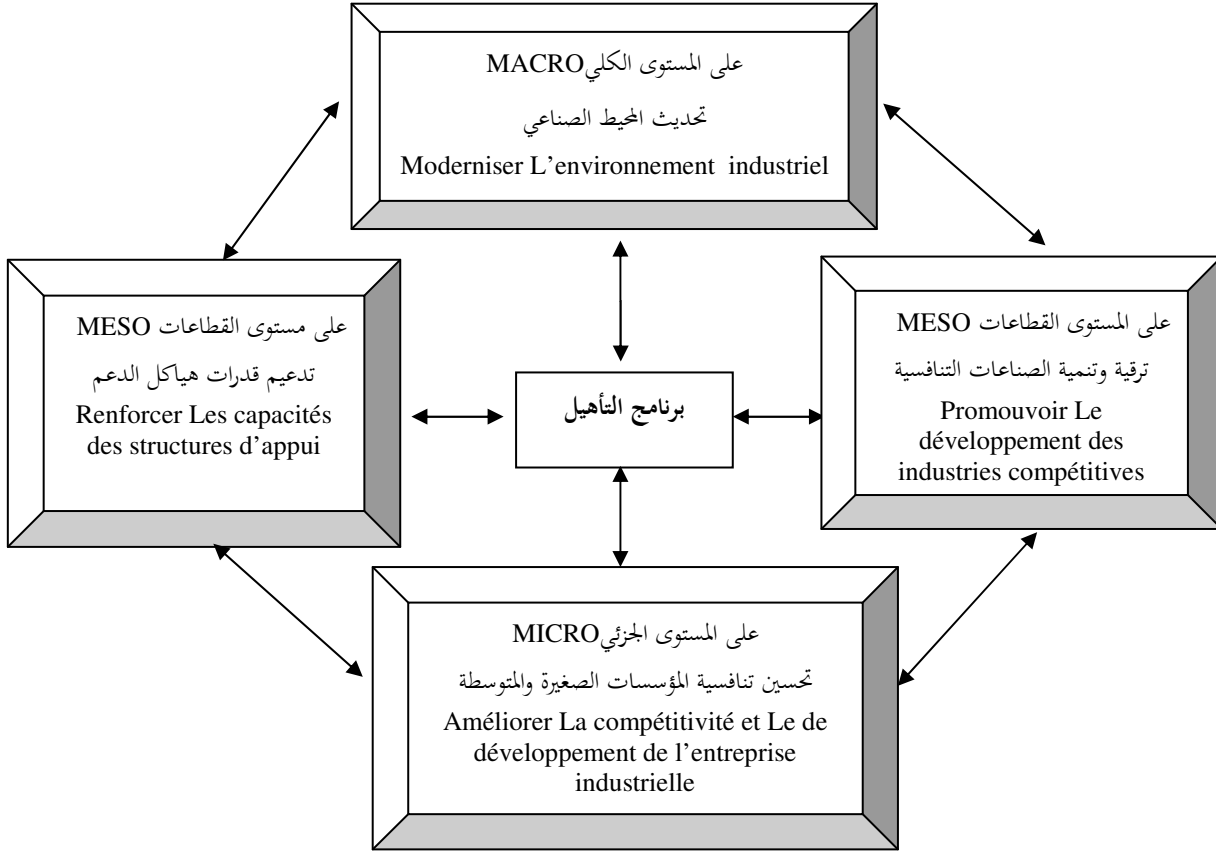 على المستوى الكلي MACRO
تحديث المحيط الصناعي
Moderniser L’environnement industriel
على مستوى القطاعات MESO
تدعيم قدرات هياكل الدعم
Renforcer Les capacités
des structures d’appui
برنامج التأهيل
على المستوى القطاعات MESO
ترقية وتنمية الصناعات التنافسية
Promouvoir Le
développement des
industries compétitives
على المستوى الجزئي MICRO
تحسين تنافسية المؤسسات الصغيرة والمتوسطة
Améliorer La compétitivité et Le de
développement de l’entreprise
industrielle